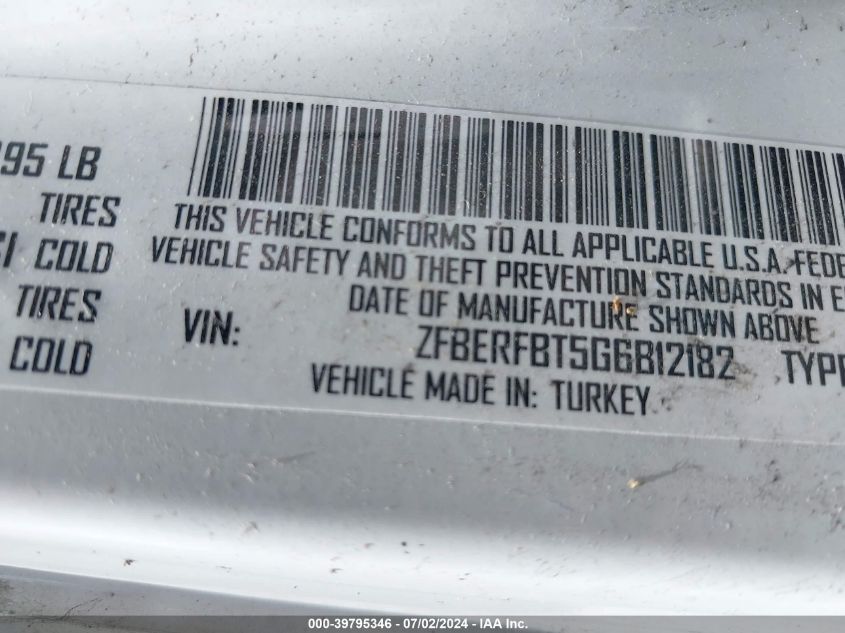 95 LB
TIRES
COLD
TIRES
COLD
THIS VEHICLE CONFORMS TO ALL APPLICABLE U.S.A. FEDE
VEHICLE SAFETY AND THEFT PREVENTION STANDARDS IN E
DATE OF MANUFACTURE SHOWN ABOVE
VIN: ZFBERFBT5G6B12182 TYPE
VEHICLE MADE IN: TURKEY
000-39795346 - 07/02/2024 - IAA Inc.